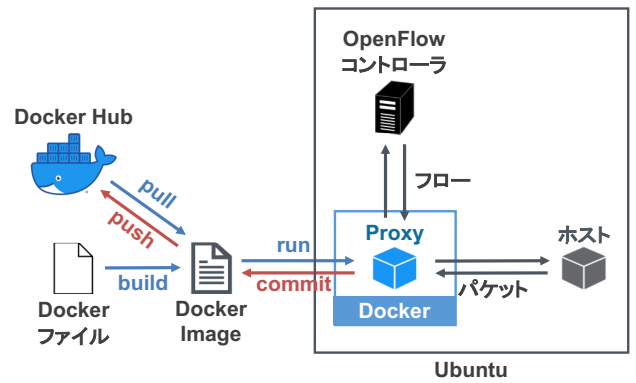 OpenFlow
コントローラ
Docker Hub
pull
フロー
push
Proxy
ホスト
run
build
commit
パケット
Docker
Docker
ファイル
Docker
Image
Ubuntu